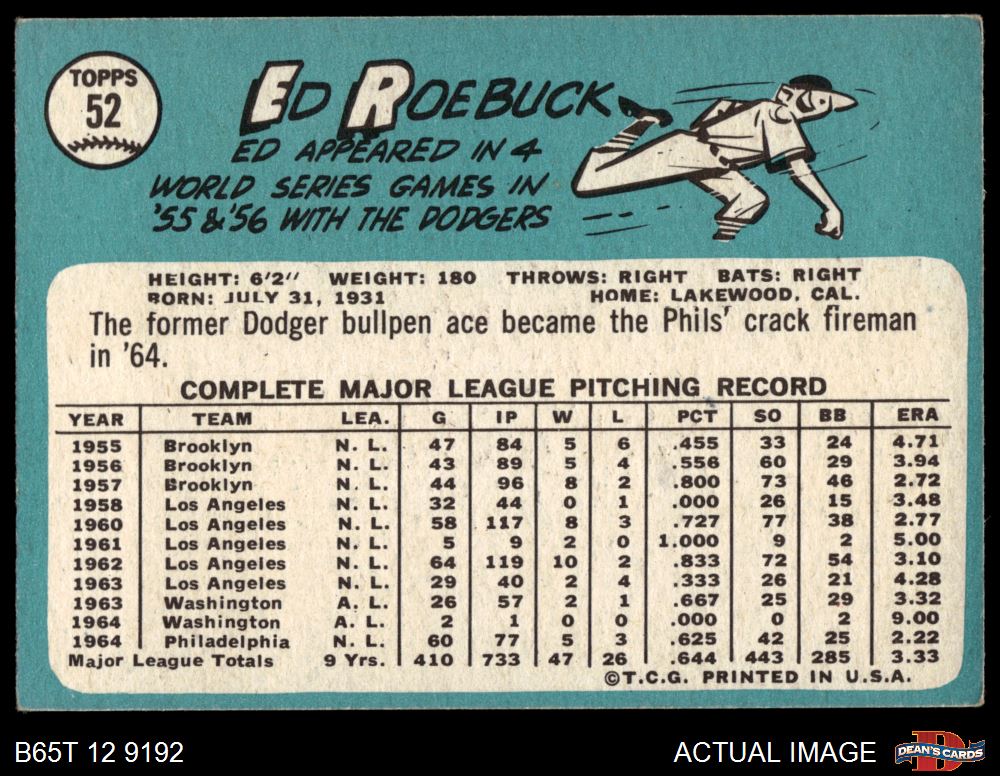 TOPPS
52
ED ROEBUCK
ED APPEARED IN 4
WORLD SERIES GAMES IN
'55 & '56 WITH THE DODGERS
HEIGHT: 6'2" WEIGHT: 180 THROWS: RIGHT BATS: RIGHT
BORN: JULY 31, 1931 HOME: LAKEWOOD, CAL.
The former Dodger bullpen ace became the Phils' crack fireman
in '64.
COMPLETE MAJOR LEAGUE PITCHING RECORD
YEAR TEAM LEA. G IP W L PCT SO BB ERA
1955 Brooklyn N. L. 47 84 5 6 .455 33 24 4.71
1956 Brooklyn N. L. 43 89 5 4 .556 60 29 3.94
1957 Brooklyn N. L. 44 96 8 2 .800 73 46 2.72
1958 Los Angeles N. L. 32 44 0 1 .000 26 15 3.48
1960 Los Angeles N. L. 58 117 8 3 .727 77 38 2.77
1961 Los Angeles N. L. 5 9 2 0 1.000 9 2 5.00
1962 Los Angeles N. L. 64 119 10 2 .833 72 54 3.10
1963 Los Angeles N. L. 29 40 2 4 .333 26 21 4.28
1963 Washington A. L. 26 57 2 1 .667 25 29 3.32
1964 Washington A. L. 2 1 0 0 .000 0 2 9.00
1964 Philadelphia N. L. 60 77 5 3 .625 42 25 2.22
Major League Totals 9 Yrs. 410 733 47 26 .644 443 285 3.33
©T.C.G. PRINTED IN U.S.A.
B65T 12 9192 ACTUAL IMAGE D DEAN'S CARDS